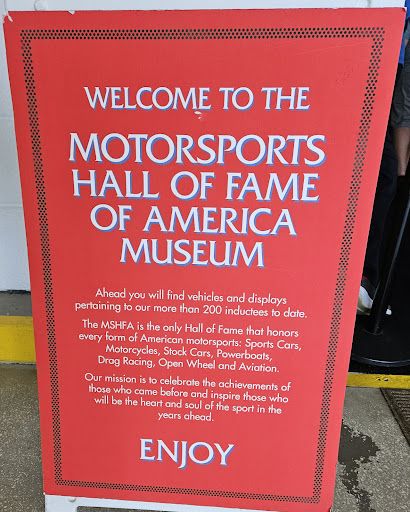 WELCOME TO THE
MOTORSPORTS
HALL OF FAME
OF AMERICA
MUSEUM
Ahead you will find vehicles and displays
pertaining to our more than 200 inductees to date.
The MSHFA is the only Hall of Fame that honors
every form of American motorsports: Sports Cars,
Motorcycles, Stock Cars, Powerboats,
Drag Racing, Open Wheel and Aviation.
Our mission is to celebrate the achievements of
those who came before and inspire those who
will be the heart and soul of the sport in the
years ahead.
ENJOY